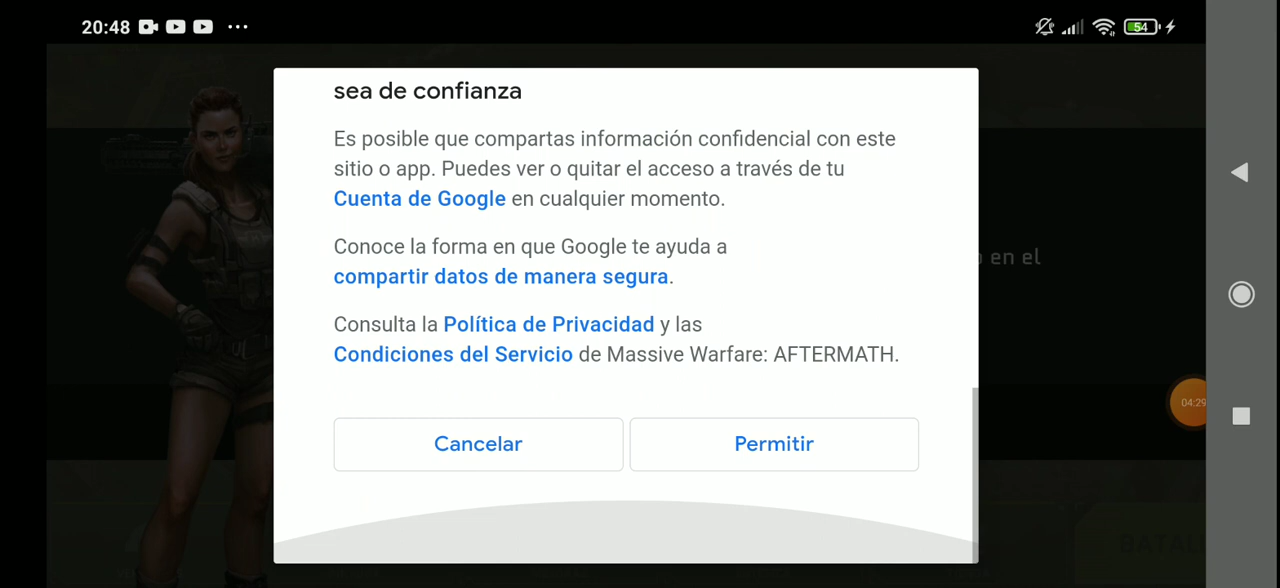 20:48
54
sea de confianza
Es posible que compartas información confidencial con este
sitio o app. Puedes ver o quitar el acceso a través de tu
Cuenta de Google en cualquier momento.
en el
Conoce la forma en que Google te ayuda a
compartir datos de manera segura.
Consulta la Política de Privacidad y las
Condiciones del Servicio de Massive Warfare: AFTERMATH.
04:29
Cancelar
Permitir